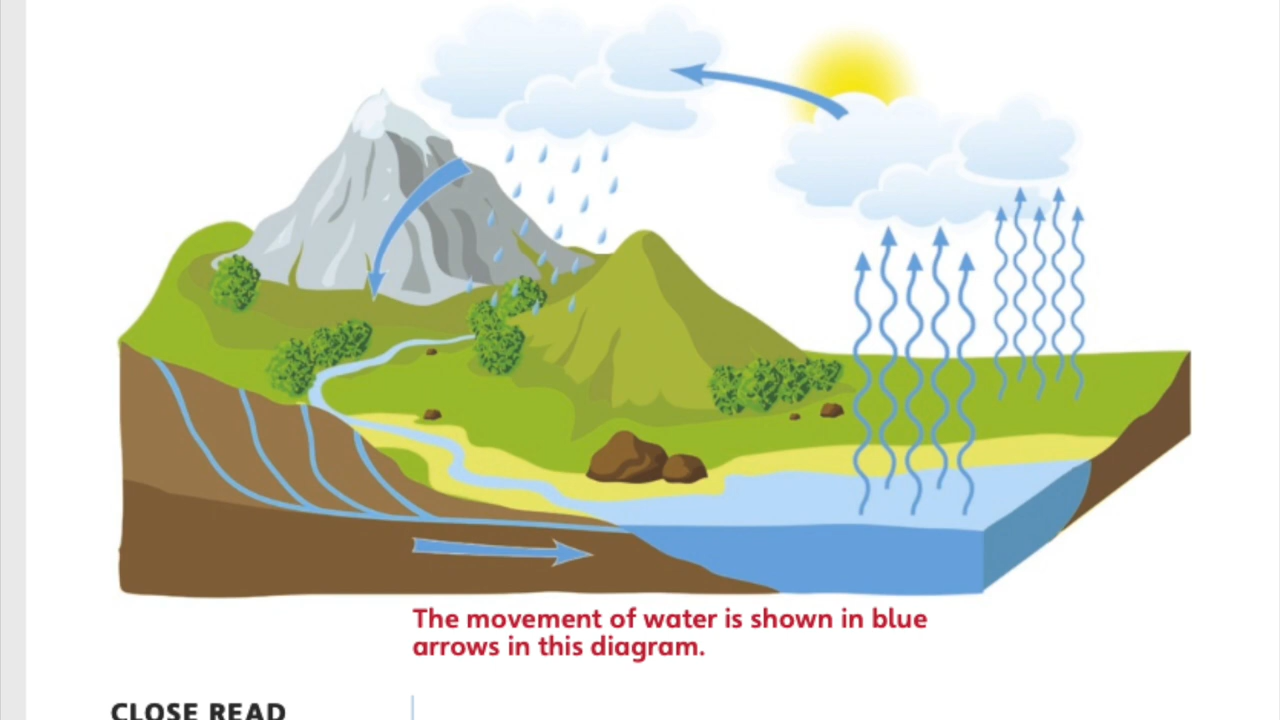 The movement of water is shown in blue
arrows in this diagram.
CLOSE READ